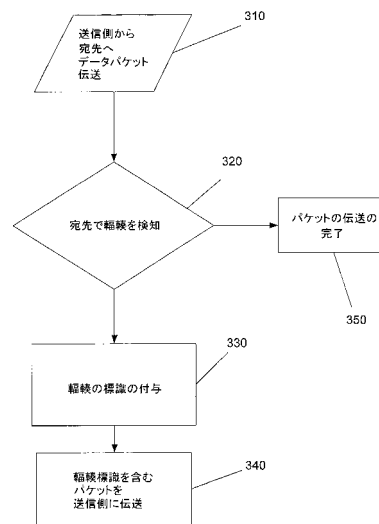 310
送信側から
宛先へ
データパケット
伝送
320
宛先で輻輳を検知
パケットの伝送の
完了
350
330
輻輳の標識の付与
340
輻輳標識を含む
パケットを
送信側に伝送